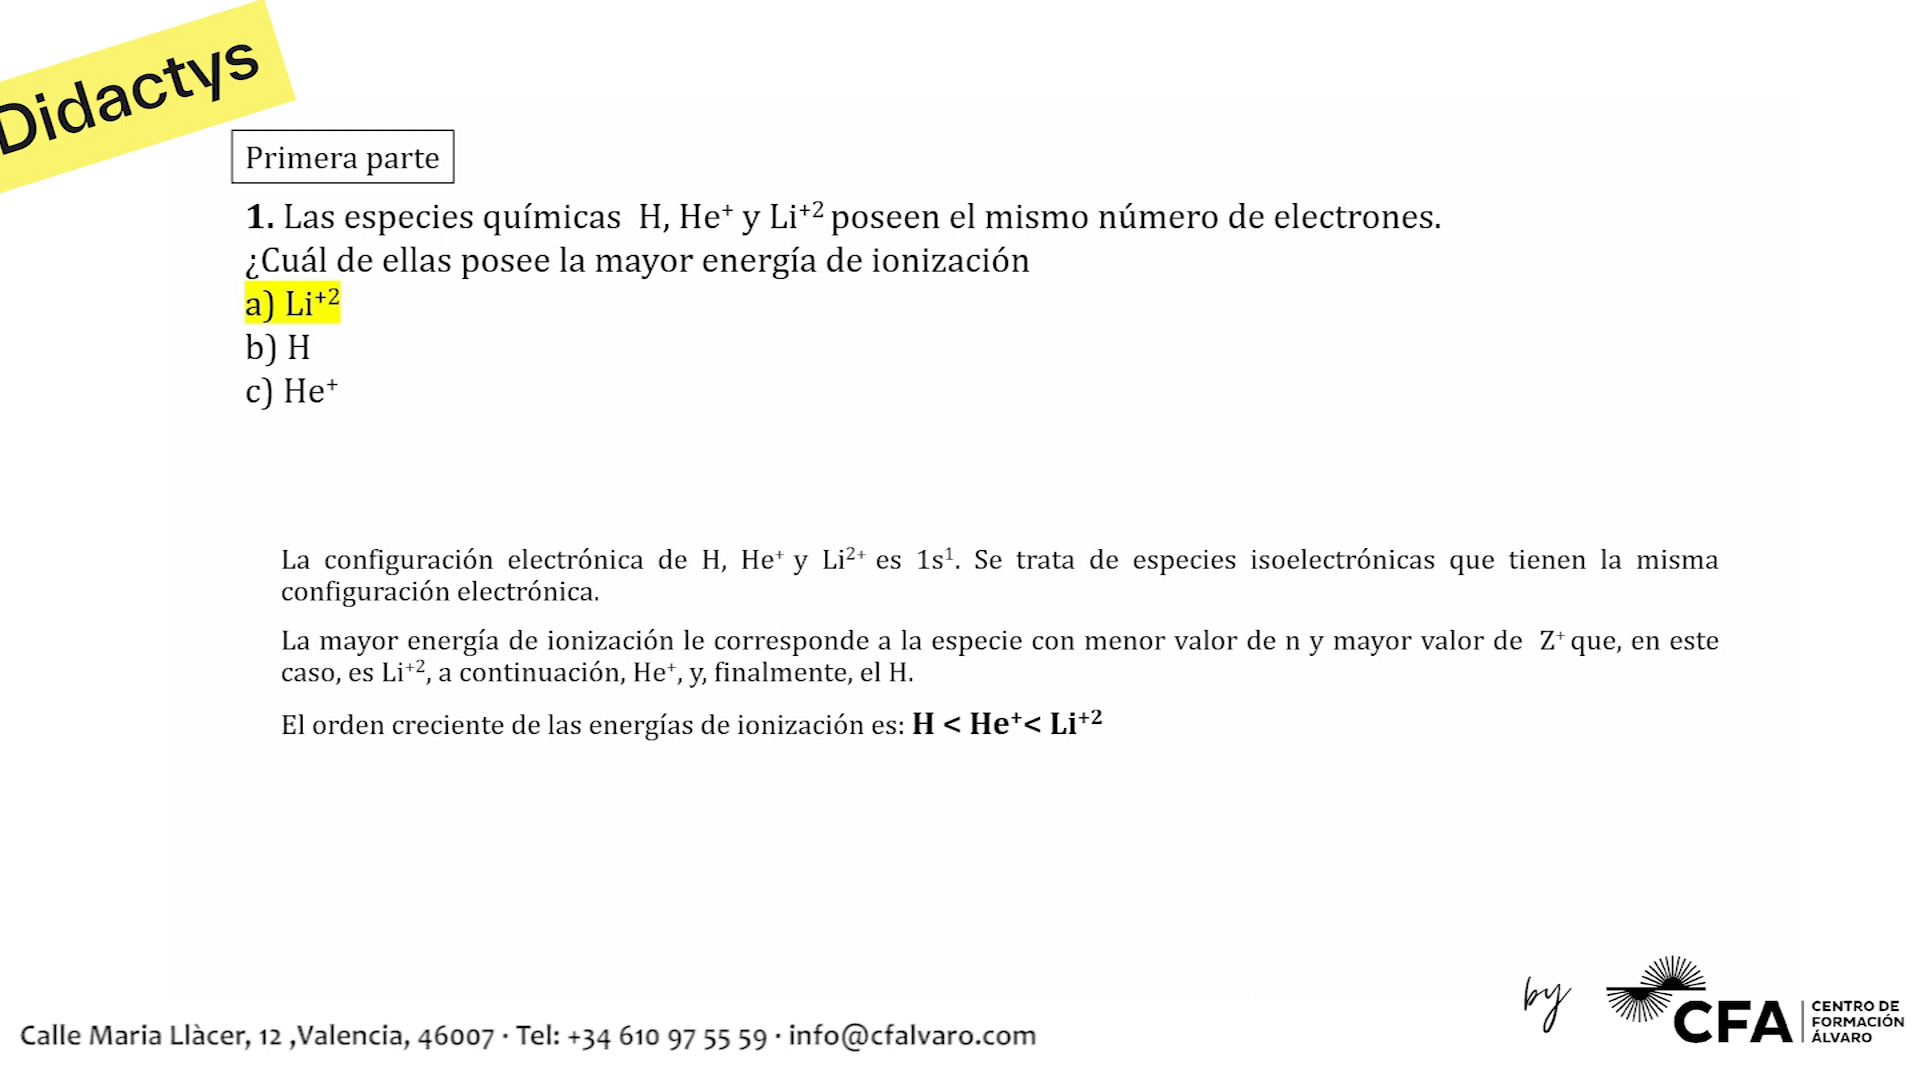 Didactys
Primera parte
1. Las especies químicas H, He⁺ y Li⁺² poseen el mismo número de electrones.
¿Cuál de ellas posee la mayor energía de ionización
a) Li⁺²
b) H
c) He⁺
La configuración electrónica de H, He⁺ y Li²⁺ es 1s¹. Se trata de especies isoelectrónicas que tienen la misma
configuración electrónica.
La mayor energía de ionización le corresponde a la especie con menor valor de n y mayor valor de Z⁺ que, en este
caso, es Li⁺², a continuación, He⁺, y, finalmente, el H.
El orden creciente de las energías de ionización es: H < He⁺< Li⁺²
by
CFA
CENTRO DE
FORMACIÓN
ÁLVARO
Calle Maria Llàcer, 12 ,Valencia, 46007 · Tel: +34 610 97 55 59 · info@cfalvaro.com